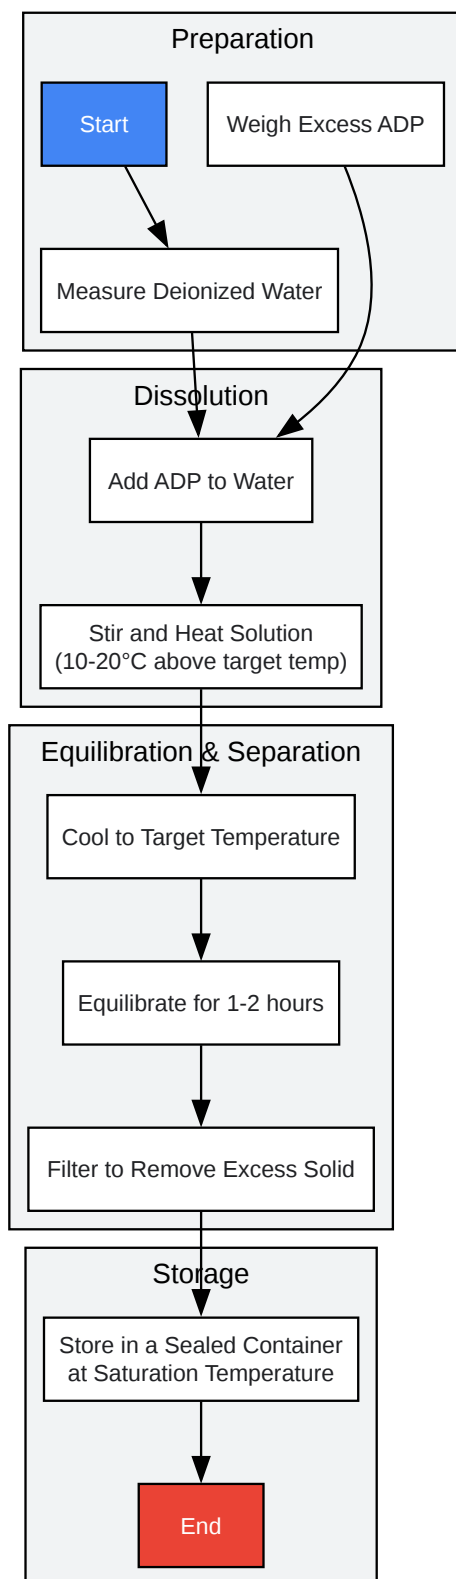 Preparation
Start
Weigh Excess ADP
Measure Deionized Water
Dissolution
Add ADP to Water
Stir and Heat Solution
(10-20°C above target temp)
Equilibration & Separation
Cool to Target Temperature
Equilibrate for 1-2 hours
Filter to Remove Excess Solid
Storage
Store in a Sealed Container
at Saturation Temperature
End